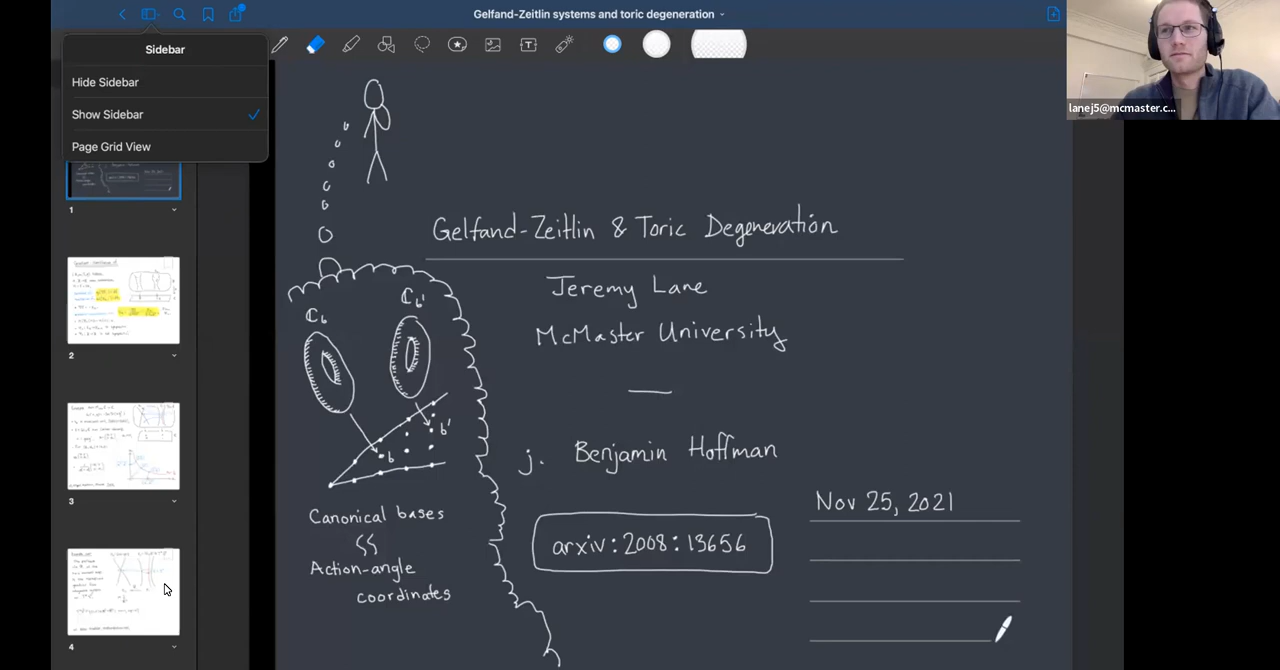 Gelfand-Zeitlin systems and toric degeneration
Sidebar
Hide Sidebar
Show Sidebar
Page Grid View
lanej5@mcmaster.c...
1
2
3
4
Gelfand-Zeitlin & Toric Degeneration
Jeremy Lane
McMaster University
j. Benjamin Hoffman
arxiv:2008:13656
Nov 25, 2021
C_b
C_b'
b
b'
Canonical bases
Action-angle
coordinates